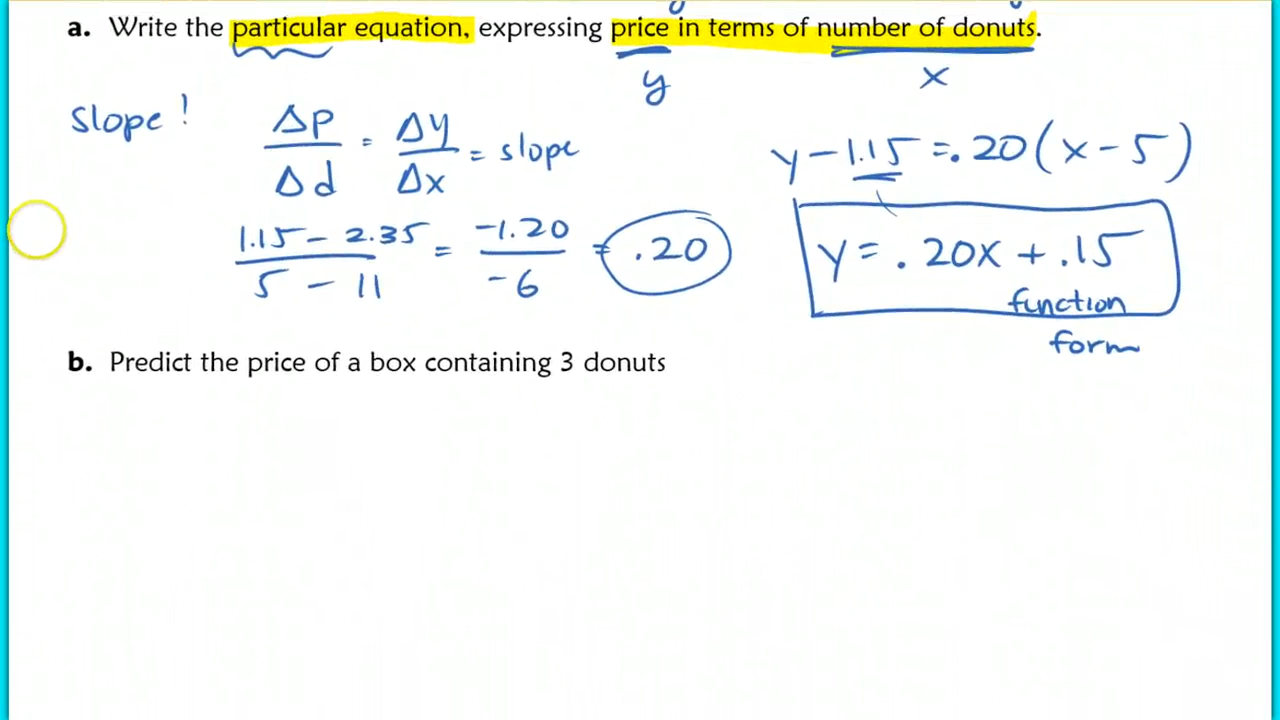 a. Write the particular equation, expressing price in terms of number of donuts.
y x
Slope!
Δp/Δd = Δy/Δx = slope
1.15 - 2.35 / 5 - 11 = -1.20 / -6 = .20
y - 1.15 = .20(x - 5)
y = .20x + .15
function
form
b. Predict the price of a box containing 3 donuts